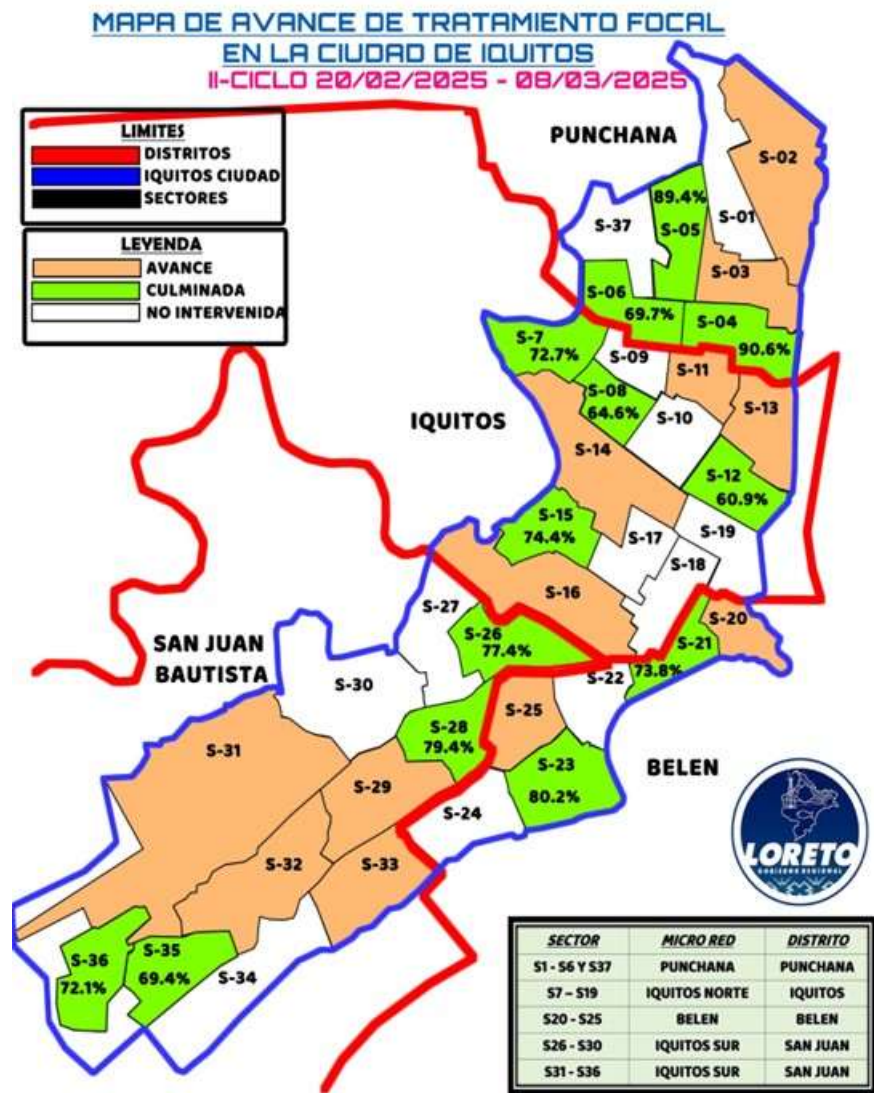 MAPA DE AVANCE DE TRATAMIENTO FOCAL
EN LA CIUDAD DE IQUITOS
II-CICLO 20/02/2025 - 08/03/2025
LIMITES
DISTRITOS
IQUITOS CIUDAD
SECTORES
LEYENDA
AVANCE
CULMINADA
NO INTERVENIDA
PUNCHANA
S-02
S-01
89.4%
S-05
S-37
S-03
S-06
69.7%
S-04
90.6%
S-7
72.7%
S-09
S-11
S-08
64.6%
S-10
S-13
IQUITOS
S-14
S-12
60.9%
S-15
74.4%
S-17
S-19
S-18
S-16
S-20
S-21
73.8%
S-27
S-26
77.4%
SAN JUAN
BAUTISTA
S-30
S-22
S-25
S-28
79.4%
S-31
S-23
80.2%
BELEN
S-29
S-24
S-32
S-33
S-36
72.1%
S-35
69.4%
S-34
LORETO
GOBIERNO REGIONAL
SECTOR MICRO RED DISTRITO
S1 - S6 Y S37 PUNCHANA PUNCHANA
S7 – S19 IQUITOS NORTE IQUITOS
S20 - S25 BELEN BELEN
S26 - S30 IQUITOS SUR SAN JUAN
S31 - S36 IQUITOS SUR SAN JUAN